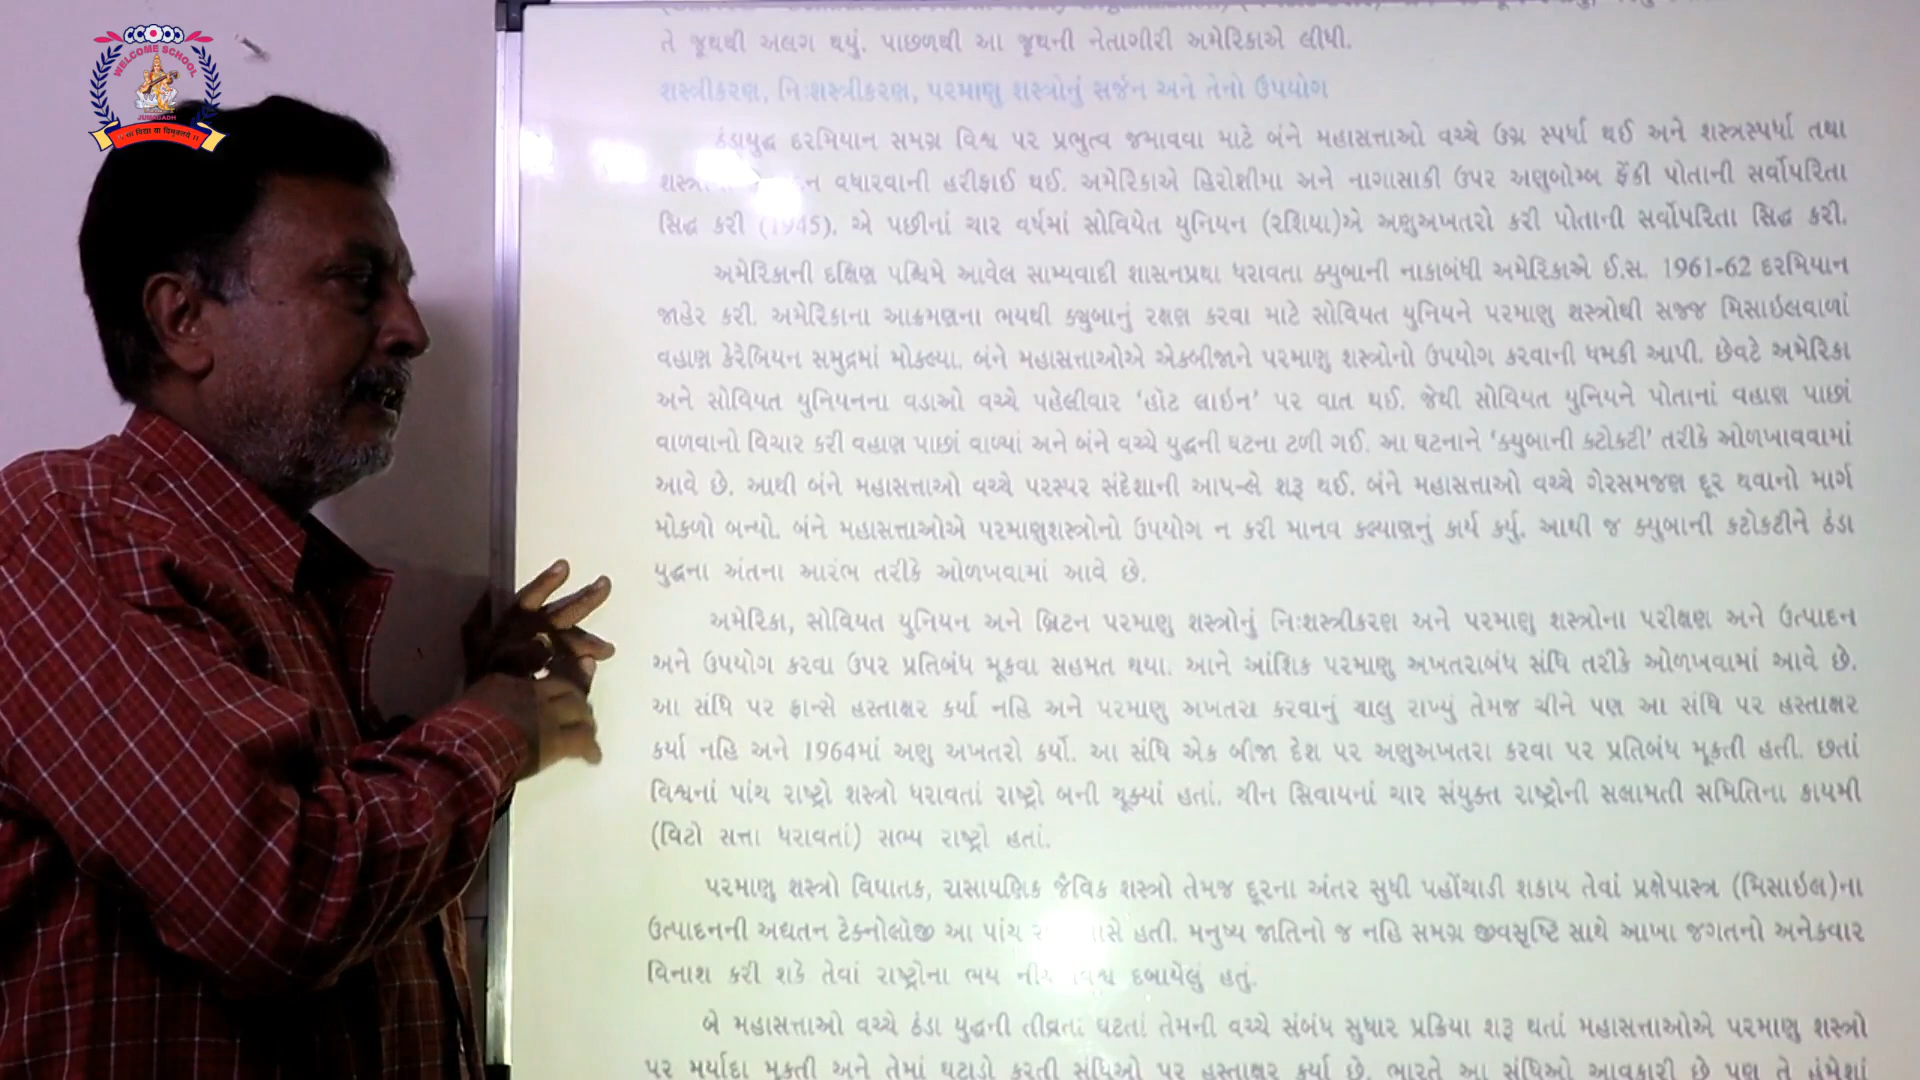 WELCOME SCHOOL
JUNAGADH
તે જૂથથી અલગ થયું. પાછળથી આ જૂથની નેતાગીરી અમેરિકાએ લીધી.
શસ્ત્રીકરણ, નિઃશસ્ત્રીકરણ, પરમાણુ શસ્ત્રોનું સર્જન અને તેનો ઉપયોગ
ઠંડાયુદ્ધ દરમિયાન સમગ્ર વિશ્વ પર પ્રભુત્વ જમાવવા માટે બંને મહાસત્તાઓ વચ્ચે ઉગ્ર સ્પર્ધા થઈ અને શસ્ત્રસ્પર્ધા તથા
વધારવાની હરીફાઈ થઈ. અમેરિકાએ હિરોશીમા અને નાગાસાકી ઉપર અણુબોમ્બ ફેંકી પોતાની સર્વોપરિતા
સિદ્ધ કરી (1945). એ પછીનાં ચાર વર્ષમાં સોવિયેત યુનિયન (રશિયા)એ અણુઅખતરો કરી પોતાની સર્વોપરિતા સિદ્ધ કરી.
અમેરિકાની દક્ષિણ પશ્ચિમે આવેલ સામ્યવાદી શાસનપ્રથા ધરાવતા ક્યુબાની નાકાબંધી અમેરિકાએ ઈ.સ. 1961-62 દરમિયાન
જાહેર કરી. અમેરિકાના આક્રમણના ભયથી ક્યુબાનું રક્ષણ કરવા માટે સોવિયત યુનિયને પરમાણુ શસ્ત્રોથી સજ્જ મિસાઇલવાળાં
વહાણ કેરેબિયન સમુદ્રમાં મોકલ્યા. બંને મહાસત્તાઓએ એકબીજાને પરમાણુ શસ્ત્રોનો ઉપયોગ કરવાની ધમકી આપી. છેવટે અમેરિકા
અને સોવિયત યુનિયનના વડાઓ વચ્ચે પહેલીવાર ‘હૉટ લાઇન’ પર વાત થઈ. જેથી સોવિયત યુનિયને પોતાનાં વહાણ પાછાં
વાળવાનો વિચાર કરી વહાણ પાછાં વાળ્યાં અને બંને વચ્ચે યુદ્ધની ઘટના ટળી ગઈ. આ ઘટનાને ‘ક્યુબાની કટોકટી’ તરીકે ઓળખાવવામાં
આવે છે. આથી બંને મહાસત્તાઓ વચ્ચે પરસ્પર સંદેશાની આપ-લે શરૂ થઈ. બંને મહાસત્તાઓ વચ્ચે ગેરસમજણ દૂર થવાનો માર્ગ
મોકળો બન્યો. બંને મહાસત્તાઓએ પરમાણુશસ્ત્રોનો ઉપયોગ ન કરી માનવ કલ્યાણનું કાર્ય કર્યુ. આથી જ ક્યુબાની કટોકટીને ઠંડા
યુદ્ધના અંતના આરંભ તરીકે ઓળખવામાં આવે છે.
અમેરિકા, સોવિયત યુનિયન અને બ્રિટન પરમાણુ શસ્ત્રોનું નિઃશસ્ત્રીકરણ અને પરમાણુ શસ્ત્રોના પરીક્ષણ અને ઉત્પાદન
અને ઉપયોગ કરવા ઉપર પ્રતિબંધ મૂકવા સહમત થયા. આને આંશિક પરમાણુ અખતરાબંધ સંધિ તરીકે ઓળખવામાં આવે છે.
આ સંધિ પર ફ્રાન્સે હસ્તાક્ષર કર્યા નહિ અને પરમાણુ અખતરા કરવાનું ચાલુ રાખ્યું તેમજ ચીને પણ આ સંધિ પર હસ્તાક્ષર
કર્યા નહિ અને 1964માં અણુ અખતરો કર્યો. આ સંધિ એક બીજા દેશ પર અણુઅખતરા કરવા પર પ્રતિબંધ મૂકતી હતી. છતાં
વિશ્વનાં પાંચ રાષ્ટ્રો શસ્ત્રો ધરાવતાં રાષ્ટ્રો બની ચૂક્યાં હતાં. ચીન સિવાયનાં ચાર સંયુક્ત રાષ્ટ્રોની સલામતી સમિતિના કાયમી
(વિટો સત્તા ધરાવતાં) સભ્ય રાષ્ટ્રો હતાં.
પરમાણુ શસ્ત્રો વિઘાતક, રાસાયણિક જૈવિક શસ્ત્રો તેમજ દૂરના અંતર સુધી પહોંચાડી શકાય તેવાં પ્રક્ષેપાસ્ત્ર (મિસાઇલ)ના
ઉત્પાદનની અદ્યતન ટેક્નોલોજી આ પાંચ હતી. મનુષ્ય જાતિનો જ નહિ સમગ્ર જીવસૃષ્ટિ સાથે આખા જગતનો અનેકવાર
વિનાશ કરી શકે તેવાં રાષ્ટ્રોના ભય દબાયેલું હતું.
બે મહાસત્તાઓ વચ્ચે ઠંડા યુદ્ધની તીવ્રતા ઘટતાં તેમની વચ્ચે સંબંધ સુધાર પ્રક્રિયા શરૂ થતાં મહાસત્તાઓએ પરમાણુ શસ્ત્રો
પર મર્યાદા મૂકતી અને તેમાં ઘટાડો કરતી સંધિઓ પર હસ્તાક્ષર કર્યા છે. ભારતે આ સંધિઓ આવકારી છે પણ તે હંમેશાં